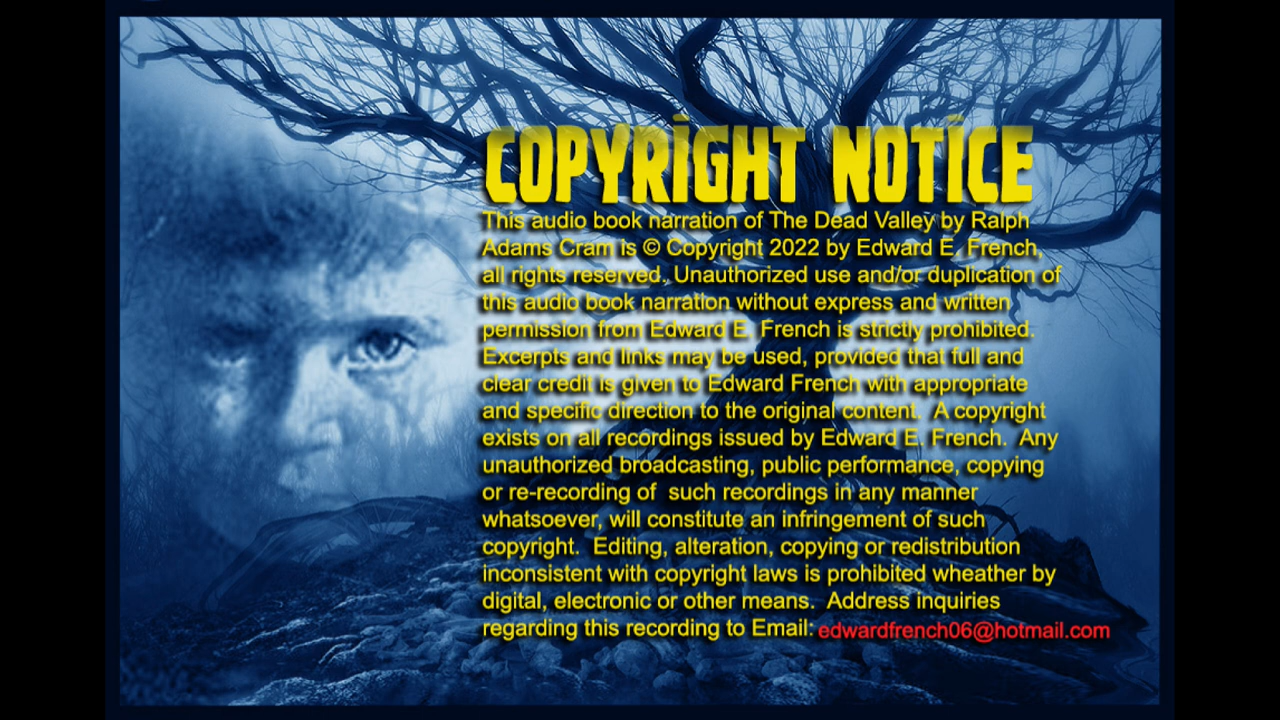 COPYRIGHT NOTICE
This audio book narration of The Dead Valley by Ralph
Adams Cram is © Copyright 2022 by Edward E. French,
all rights reserved. Unauthorized use and/or duplication of
this audio book narration without express and written
permission from Edward E. French is strictly prohibited.
Excerpts and links may be used, provided that full and
clear credit is given to Edward French with appropriate
and specific direction to the original content.  A copyright
exists on all recordings issued by Edward E. French.  Any
unauthorized broadcasting, public performance, copying
or re-recording of  such recordings in any manner
whatsoever, will constitute an infringement of such
copyright.  Editing, alteration, copying or redistribution
inconsistent with copyright laws is prohibited wheather by
digital, electronic or other means.  Address inquiries
regarding this recording to Email: edwardfrench06@hotmail.com